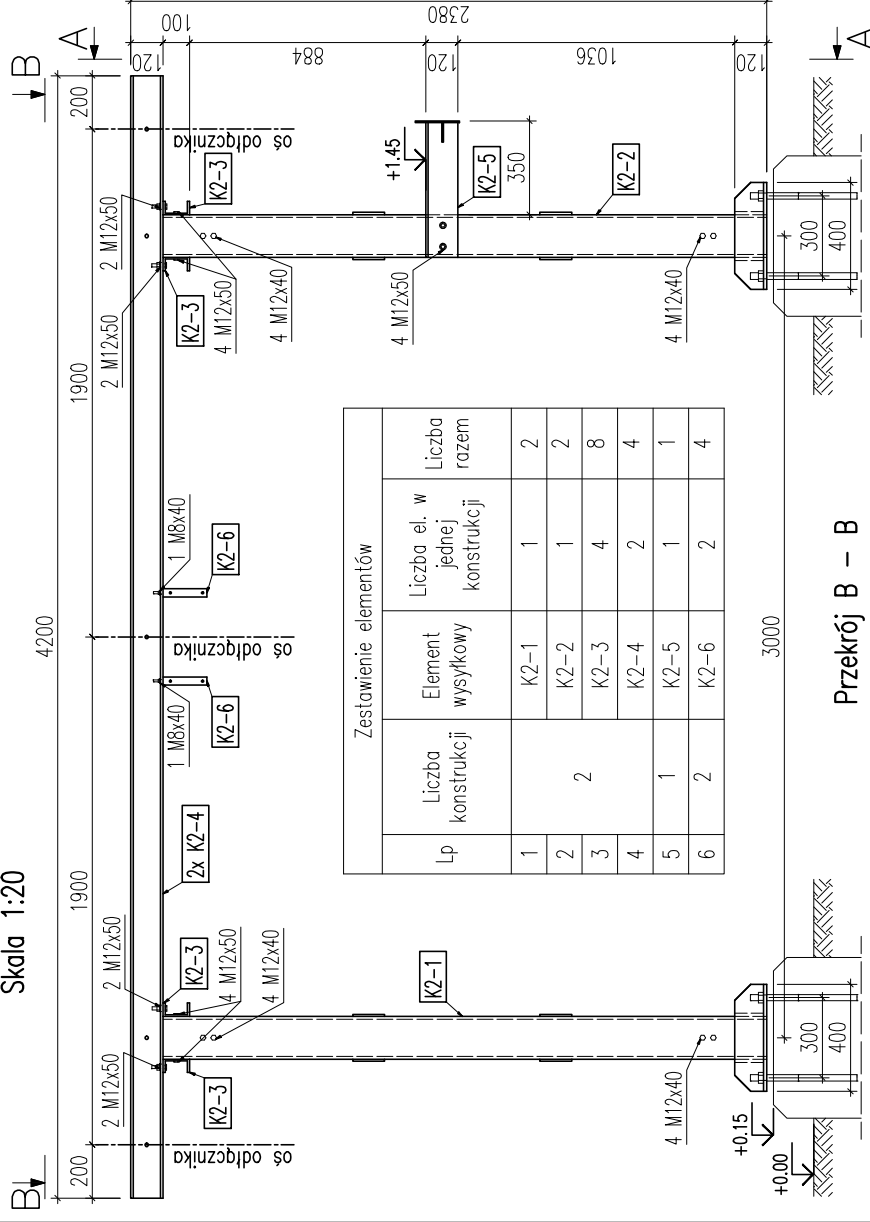 Skala 1:20
B
B
4200
200
1900
1900
200
2380
120
100
884
120
1036
120
A
A
oś odłącznika
oś odłącznika
oś odłącznika
2 M12x50
2 M12x50
2 M12x50
2 M12x50
K2-3
K2-3
K2-3
K2-3
4 M12x50
4 M12x40
4 M12x50
4 M12x40
2x K2-4
1 M8x40
1 M8x40
K2-6
K2-6
K2-1
K2-2
K2-5
4 M12x50
+1.45
350
4 M12x40
4 M12x40
Zestawienie elementów
Lp
Liczba konstrukcji
Element wysyłkowy
Liczba el. w jednej konstrukcji
Liczba razem
1 2 K2-1 1 2
2 K2-2 1 2
3 K2-3 4 8
4 K2-4 2 4
5 1 K2-5 1 1
6 2 K2-6 2 4
+0.15
+0.00
300
400
3000
300
400
Przekrój B - B